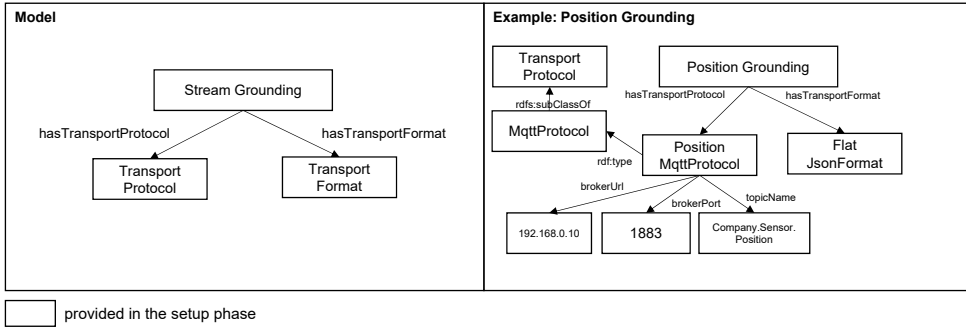 Model
Stream Grounding
hasTransportProtocol
hasTransportFormat
Transport
Protocol
Transport
Format
Example: Position Grounding
Transport
Protocol
Position Grounding
rdfs:subClassOf
hasTransportProtocol
hasTransportFormat
MqttProtocol
Position
MqttProtocol
Flat
JsonFormat
rdf:type
brokerUrl
brokerPort
topicName
192.168.0.10
1883
Company.Sensor.
Position
provided in the setup phase